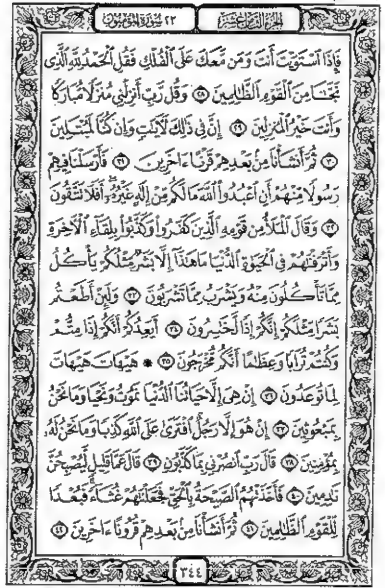 الجزء الثامن عشر ٢٣ سورة المؤمنون
فَإِذَا ٱسۡتَوَيۡتَ أَنتَ وَمَن مَّعَكَ عَلَى ٱلۡفُلۡكِ فَقُلِ ٱلۡحَمۡدُ لِلَّهِ ٱلَّذِي
نَجَّىٰنَا مِنَ ٱلۡقَوۡمِ ٱلظَّٰلِمِينَ ٢٨ وَقُل رَّبِّ أَنزِلۡنِي مُنزَلٗا مُّبَارَكٗا
وَأَنتَ خَيۡرُ ٱلۡمُنزِلِينَ ٢٩ إِنَّ فِي ذَٰلِكَ لَأٓيَٰتٖ وَإِن كُنَّا لَمُبۡتَلِينَ
٣٠ ثُمَّ أَنشَأۡنَا مِنۢ بَعۡدِهِمۡ قَرۡنًا ءَاخَرِينَ ٣١ فَأَرۡسَلۡنَا فِيهِمۡ
رَسُولٗا مِّنۡهُمۡ أَنِ ٱعۡبُدُواْ ٱللَّهَ مَا لَكُم مِّنۡ إِلَٰهٍ غَيۡرُهُۥٓۚ أَفَلَا تَتَّقُونَ
٣٢ وَقَالَ ٱلۡمَلَأُ مِن قَوۡمِهِ ٱلَّذِينَ كَفَرُواْ وَكَذَّبُواْ بِلِقَآءِ ٱلۡأٓخِرَةِ
وَأَتۡرَفۡنَٰهُمۡ فِي ٱلۡحَيَوٰةِ ٱلدُّنۡيَا مَا هَٰذَآ إِلَّا بَشَرٞ مِّثۡلُكُمۡ يَأۡكُلُ
مِمَّا تَأۡكُلُونَ مِنۡهُ وَيَشۡرَبُ مِمَّا تَشۡرَبُونَ ٣٣ وَلَئِنۡ أَطَعۡتُم
بَشَرٗا مِّثۡلَكُمۡ إِنَّكُمۡ إِذٗا لَّخَٰسِرُونَ ٣٤ أَيَعِدُكُمۡ أَنَّكُمۡ إِذَا مِتُّمۡ
وَكُنتُمۡ تُرَابٗا وَعِظَٰمًا أَنَّكُم مُّخۡرَجُونَ ٣٥ ۞ هَيۡهَاتَ هَيۡهَاتَ
لِمَا تُوعَدُونَ ٣٦ إِنۡ هِيَ إِلَّا حَيَاتُنَا ٱلدُّنۡيَا نَمُوتُ وَنَحۡيَا وَمَا نَحۡنُ
بِمَبۡعُوثِينَ ٣٧ إِنۡ هُوَ إِلَّا رَجُلٌ ٱفۡتَرَىٰ عَلَى ٱللَّهِ كَذِبٗا وَمَا نَحۡنُ لَهُۥ
بِمُؤۡمِنِينَ ٣٨ قَالَ رَبِّ ٱنصُرۡنِي بِمَا كَذَّبُونِ ٣٩ قَالَ عَمَّا قَلِيلٖ لَّيُصۡبِحُنَّ
نَٰدِمِينَ ٤٠ فَأَخَذَتۡهُمُ ٱلصَّيۡحَةُ بِٱلۡحَقِّ فَجَعَلۡنَٰهُمۡ غُثَآءٗۚ فَبُعۡدٗا
لِّلۡقَوۡمِ ٱلظَّٰلِمِينَ ٤١ ثُمَّ أَنشَأۡنَا مِنۢ بَعۡدِهِمۡ قُرُونًا ءَاخَرِينَ ٤٢
٣٤٤